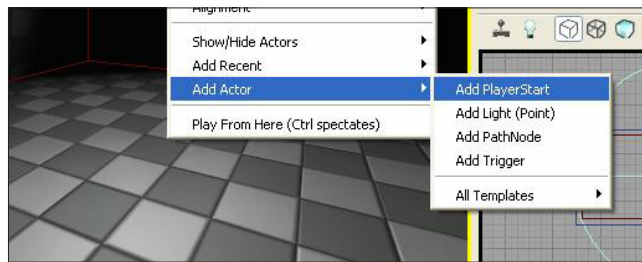 Alignment
Show/Hide Actors
Add Recent
Add Actor
Play From Here (Ctrl spectates)
Add PlayerStart
Add Light (Point)
Add PathNode
Add Trigger
All Templates